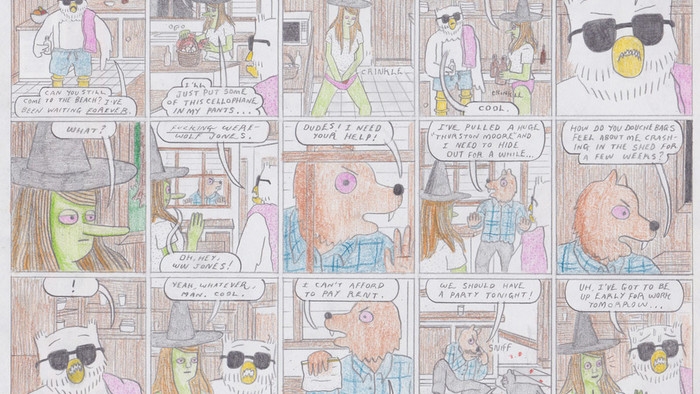 CAN YOU STILL
COME TO THE BEACH? I'VE
BEEN WAITING FOREVER.
I'LL
JUST PUT SOME
OF THIS CELLOPHANE
IN MY PANTS...
CRINKLE
CRINKLE
COOL.
WHAT?
FUCKING WERE-
WOLF JONES.
OH, HEY,
WW JONES!
DUDES! I NEED
YOUR HELP!
I'VE PULLED A HUGE
"THURSTON MOORE" AND
I NEED TO HIDE
OUT FOR A WHILE...
HOW DO YOU DOUCHEBAGS
FEEL ABOUT ME CRASH-
ING IN THE SHED FOR
A FEW WEEKS?
!
YEAH, WHATEVER,
MAN. COOL.
I CAN'T AFFORD
TO PAY RENT.
WE SHOULD HAVE
A PARTY TONIGHT!
SNIFF
UH, I'VE GOT TO BE
UP EARLY FOR WORK
TOMORROW...